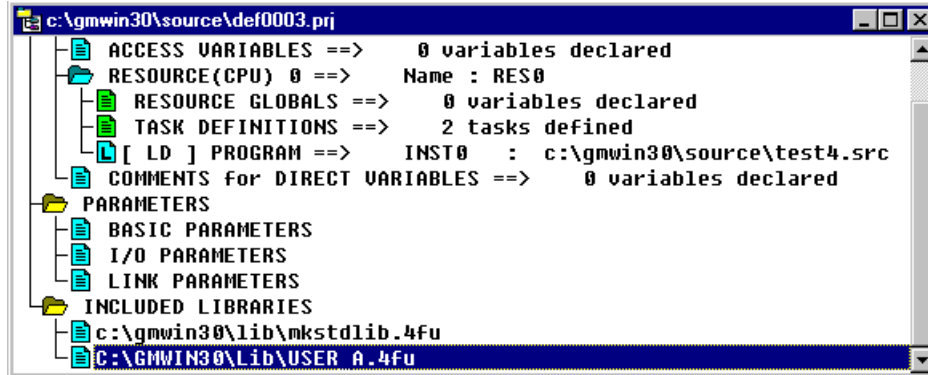 c:\gmwin30\source\def0003.prj
ACCESS VARIABLES ==> 0 variables declared
RESOURCE(CPU) 0 ==> Name : RES0
RESOURCE GLOBALS ==> 0 variables declared
TASK DEFINITIONS ==> 2 tasks defined
L [ LD ] PROGRAM ==> INST0 : c:\gmwin30\source\test4.src
COMMENTS for DIRECT VARIABLES ==> 0 variables declared
PARAMETERS
BASIC PARAMETERS
I/O PARAMETERS
LINK PARAMETERS
INCLUDED LIBRARIES
c:\gmwin30\lib\mkstdlib.4fu
C:\GMWIN30\Lib\USER_A.4fu